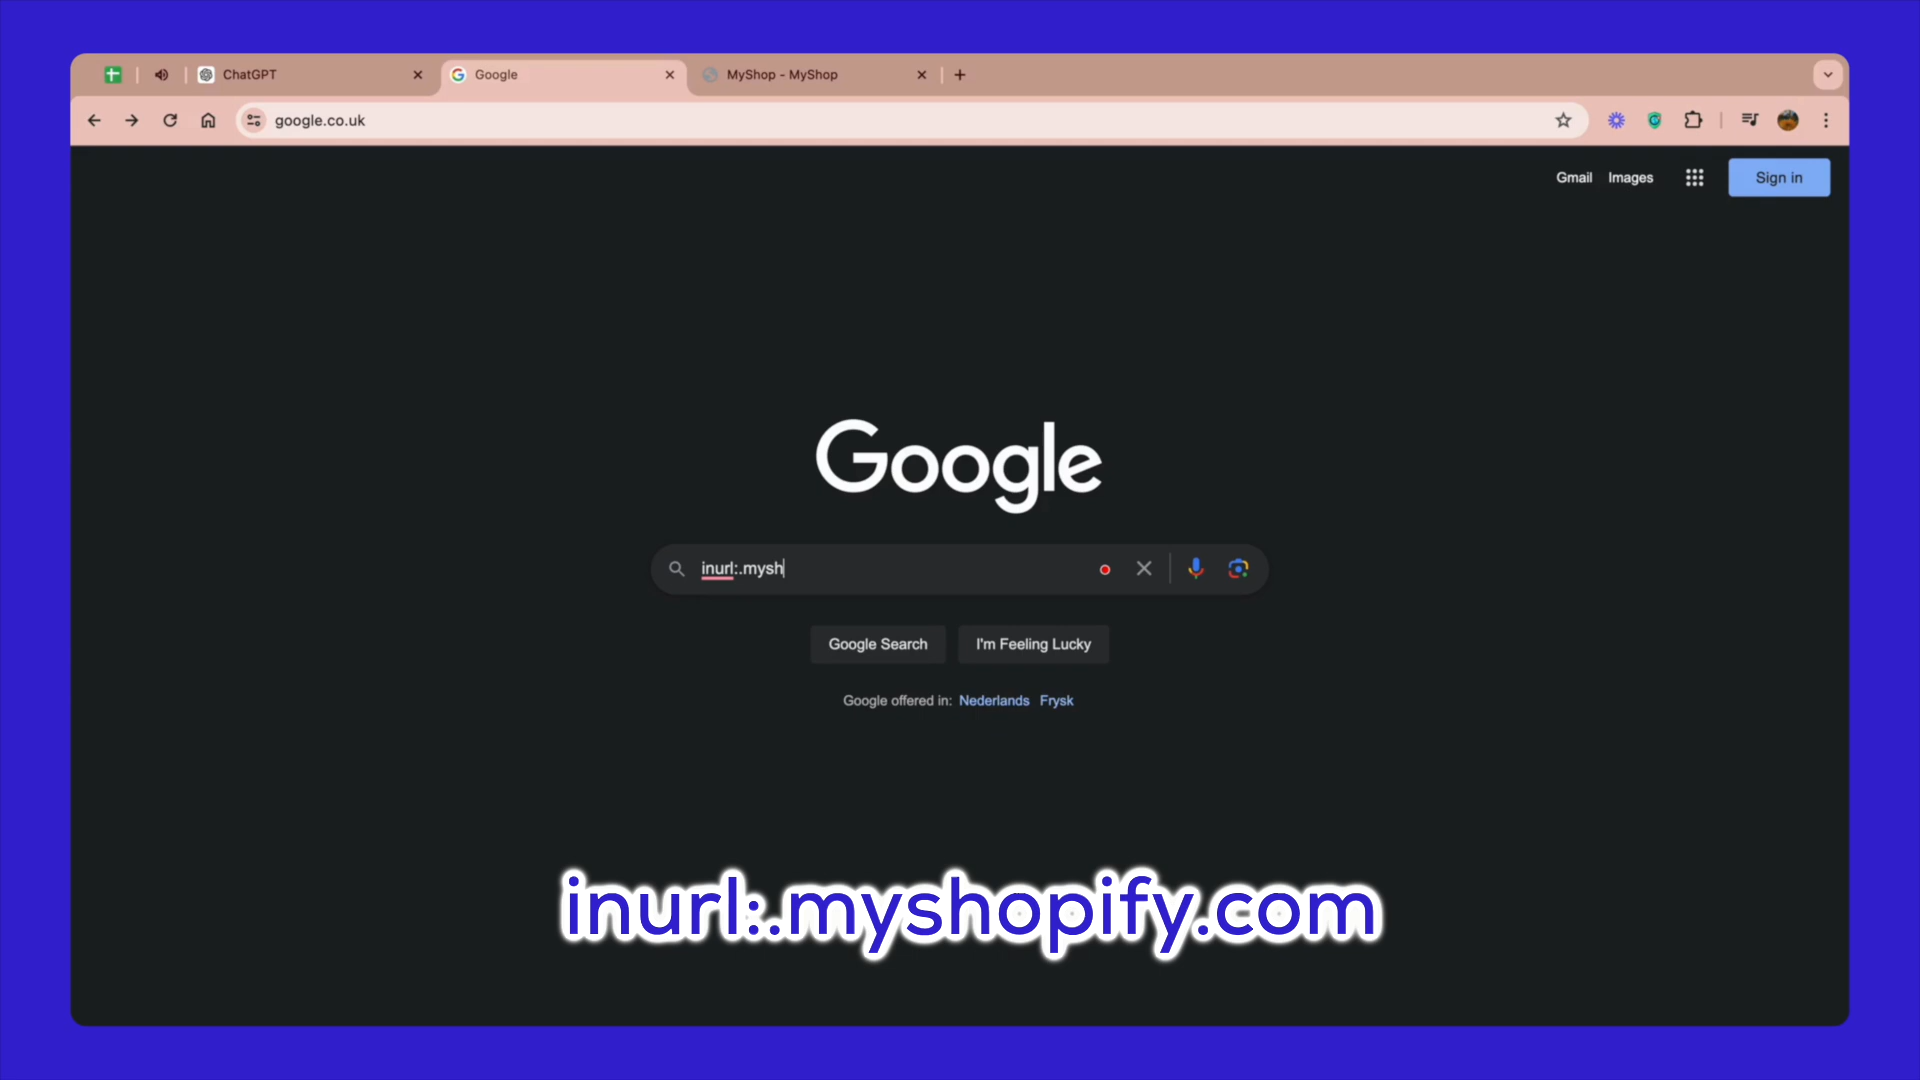 ChatGPT
Google
MyShop - MyShop
google.co.uk
Gmail Images Sign in
Google
inurl:.mysh
Google Search I'm Feeling Lucky
Google offered in: Nederlands Frysk
inurl:.myshopify.com